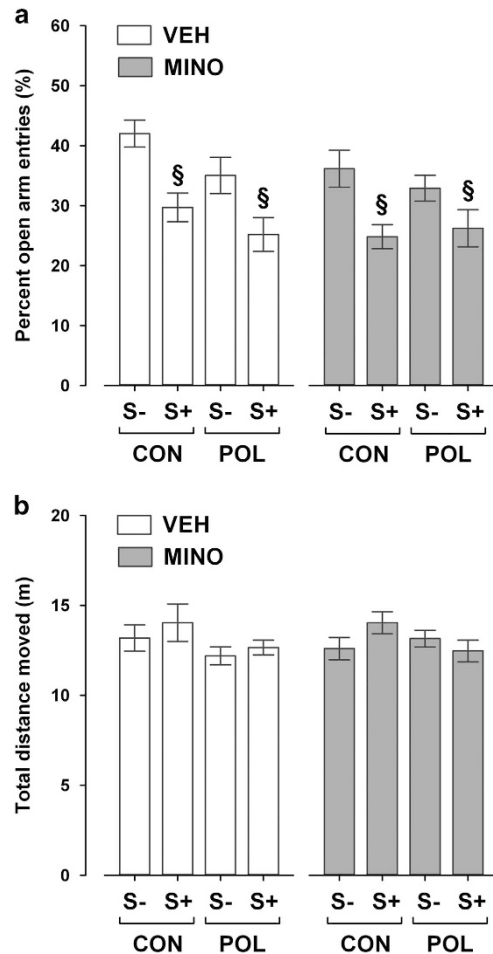 a
Percent open arm entries (%)
60
50
40
30
20
10
0
VEH
MINO
§ § § §
S- S+ S- S+ S- S+ S- S+
CON POL CON POL
b
Total distance moved (m)
20
15
10
5
0
VEH
MINO
S- S+ S- S+ S- S+ S- S+
CON POL CON POL